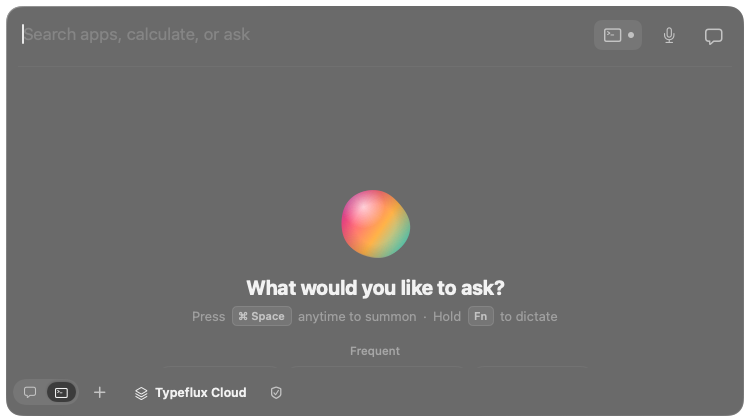 Search apps, calculate, or ask
What would you like to ask?
Press ⌘ Space anytime to summon · Hold Fn to dictate
Frequent
Typeflux Cloud